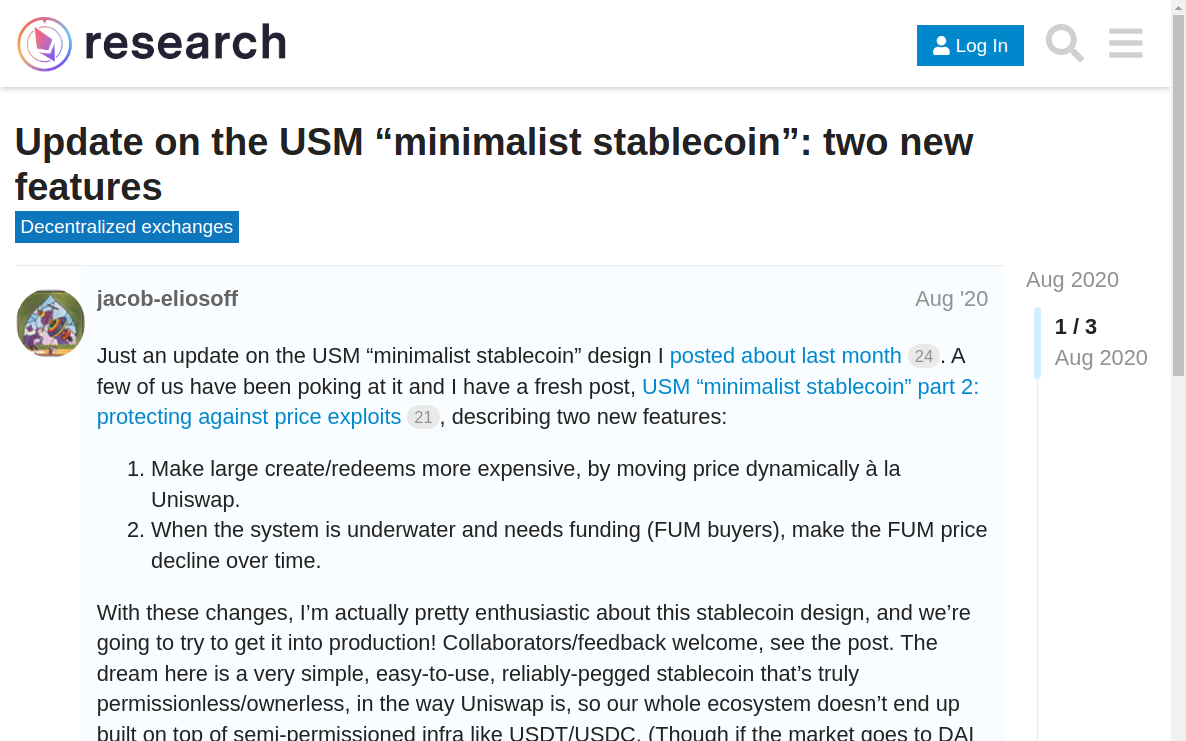 research
Log In
Update on the USM “minimalist stablecoin”: two new
features
Decentralized exchanges
jacob-eliosoff
Aug '20
Aug 2020
1 / 3
Aug 2020
Just an update on the USM “minimalist stablecoin” design I posted about last month 24 . A
few of us have been poking at it and I have a fresh post, USM “minimalist stablecoin” part 2:
protecting against price exploits 21 , describing two new features:
1. Make large create/redeems more expensive, by moving price dynamically à la
Uniswap.
2. When the system is underwater and needs funding (FUM buyers), make the FUM price
decline over time.
With these changes, I’m actually pretty enthusiastic about this stablecoin design, and we’re
going to try to get it into production! Collaborators/feedback welcome, see the post. The
dream here is a very simple, easy-to-use, reliably-pegged stablecoin that’s truly
permissionless/ownerless, in the way Uniswap is, so our whole ecosystem doesn’t end up
built on top of semi-permissioned infra like USDT/USDC. (Though if the market goes to DAI